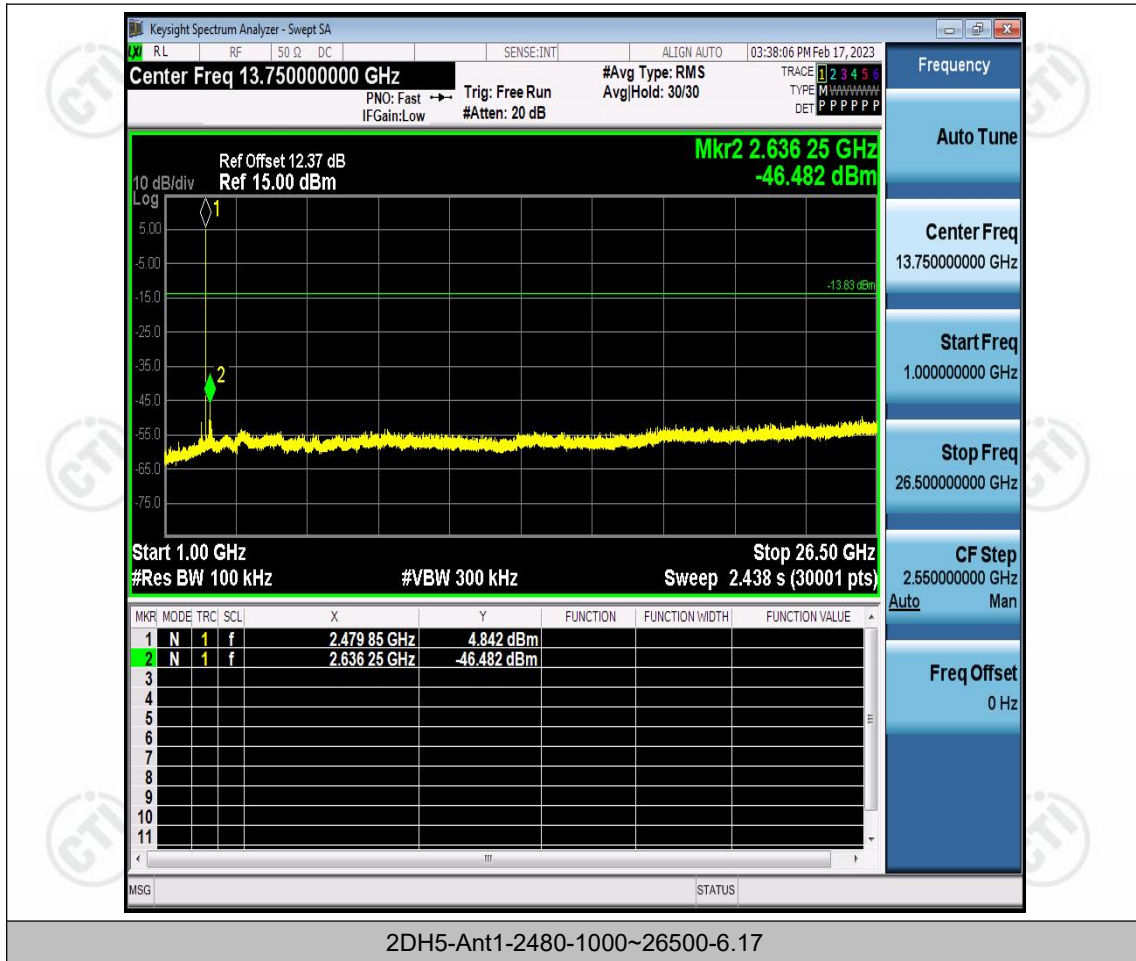 Keysight Spectrum Analyzer - Swept SA
LXI RL RF 50 Ω DC SENSE:INT ALIGN AUTO 03:38:06 PM Feb 17, 2023
Center Freq 13.750000000 GHz
PNO: Fast
IFGain:Low
Trig: Free Run
#Atten: 20 dB
#Avg Type: RMS
Avg|Hold: 30/30
TRACE 1 2 3 4 5 6
TYPE M WWWWW
DET P P P P P P
Mkr2 2.636 25 GHz
-46.482 dBm
Ref Offset 12.37 dB
10 dB/div Ref 15.00 dBm
Log
1
5.00
-5.00
-13.83 dBm
-15.0
-25.0
-35.0
2
-45.0
-55.0
-65.0
-75.0
Start 1.00 GHz Stop 26.50 GHz
#Res BW 100 kHz #VBW 300 kHz Sweep 2.438 s (30001 pts)
MKR MODE TRC SCL X Y FUNCTION FUNCTION WIDTH FUNCTION VALUE
1 N 1 f 2.479 85 GHz 4.842 dBm
2 N 1 f 2.636 25 GHz -46.482 dBm
3
4
5
6
7
8
9
10
11
MSG STATUS
Frequency
Auto Tune
Center Freq
13.750000000 GHz
Start Freq
1.000000000 GHz
Stop Freq
26.500000000 GHz
CF Step
2.550000000 GHz
Auto Man
Freq Offset
0 Hz
CTI
CTI
CTI
CTI
CTI
CTI
2DH5-Ant1-2480-1000~26500-6.17